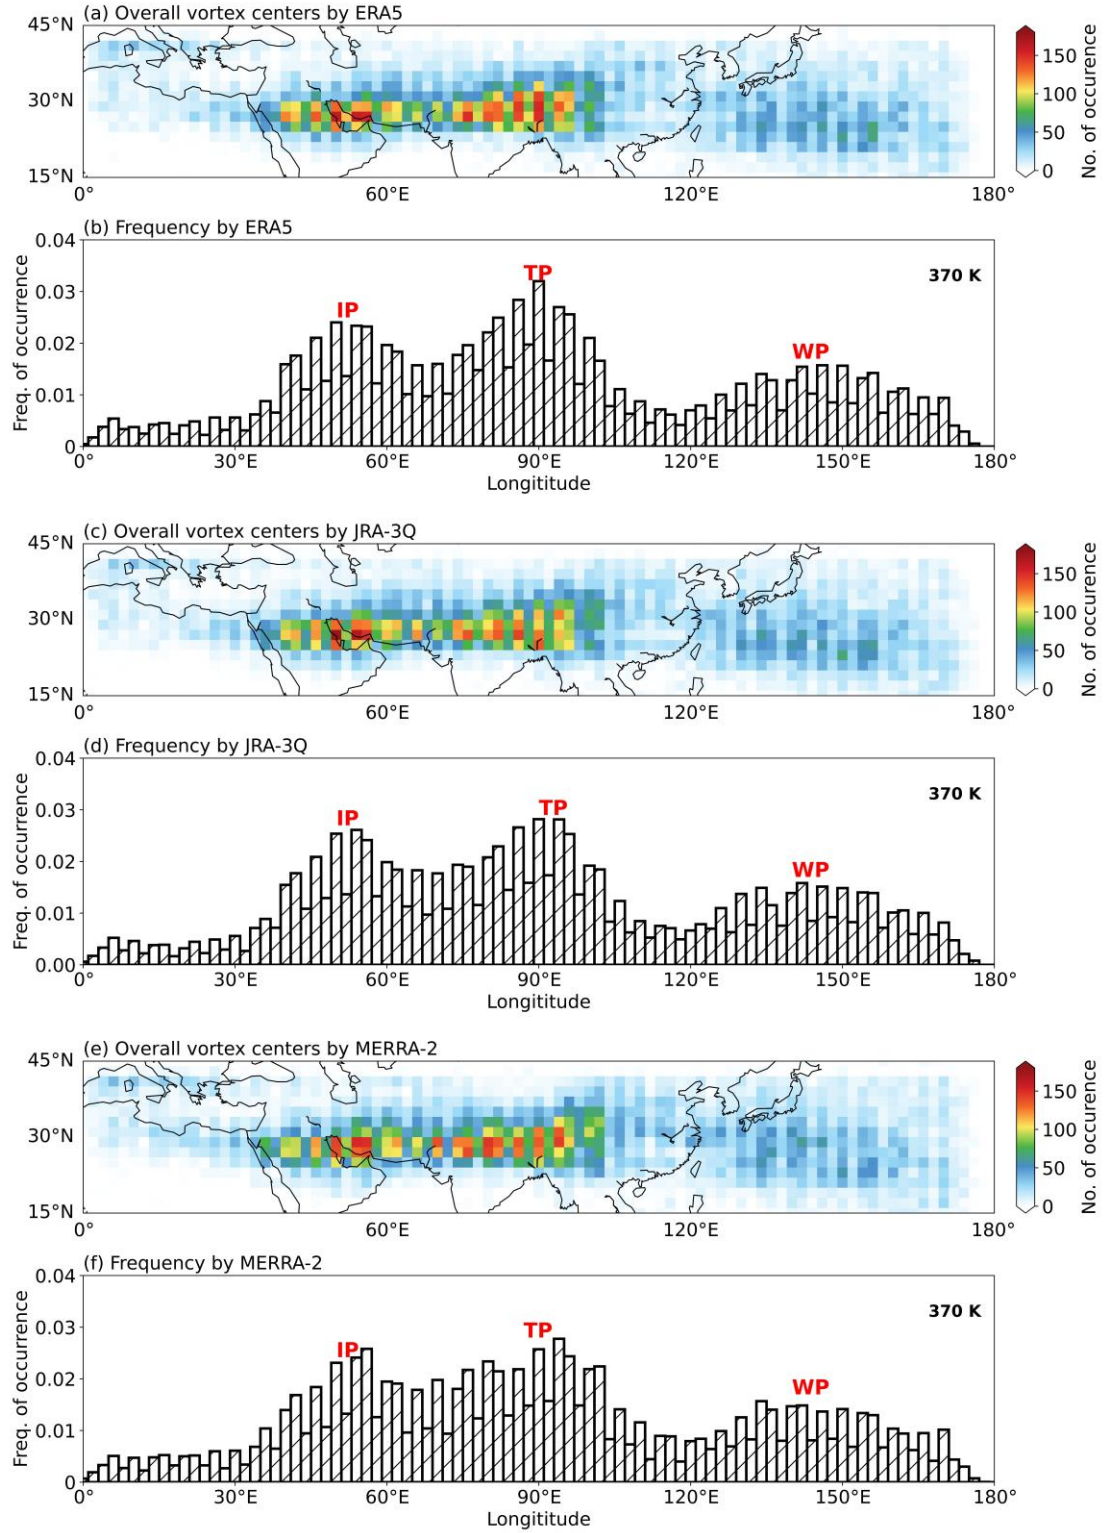 (a) Overall vortex centers by ERA5
45°N
30°N
15°N
0° 60°E 120°E 180°
150
100
50
0
No. of occurence
(b) Frequency by ERA5
0.04
0.03
0.02
0.01
0
Freq. of occurrence
IP
TP
WP
370 K
0° 30°E 60°E 90°E 120°E 150°E 180°
Longititude
(c) Overall vortex centers by JRA-3Q
45°N
30°N
15°N
0° 60°E 120°E 180°
150
100
50
0
No. of occurence
(d) Frequency by JRA-3Q
0.04
0.03
0.02
0.01
0.00
Freq. of occurrence
IP
TP
WP
370 K
0° 30°E 60°E 90°E 120°E 150°E 180°
Longititude
(e) Overall vortex centers by MERRA-2
45°N
30°N
15°N
0° 60°E 120°E 180°
150
100
50
0
No. of occurence
(f) Frequency by MERRA-2
0.04
0.03
0.02
0.01
0
Freq. of occurrence
IP
TP
WP
370 K
0° 30°E 60°E 90°E 120°E 150°E 180°
Longititude